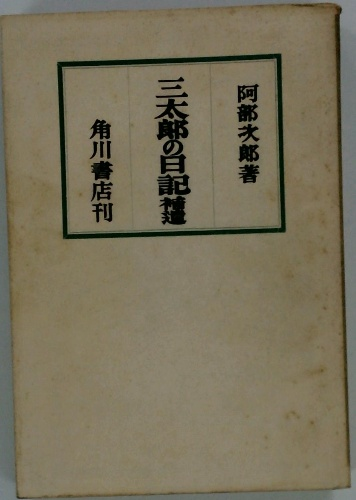 阿部次郎著
三太郎の日記補遺
角川書店刊